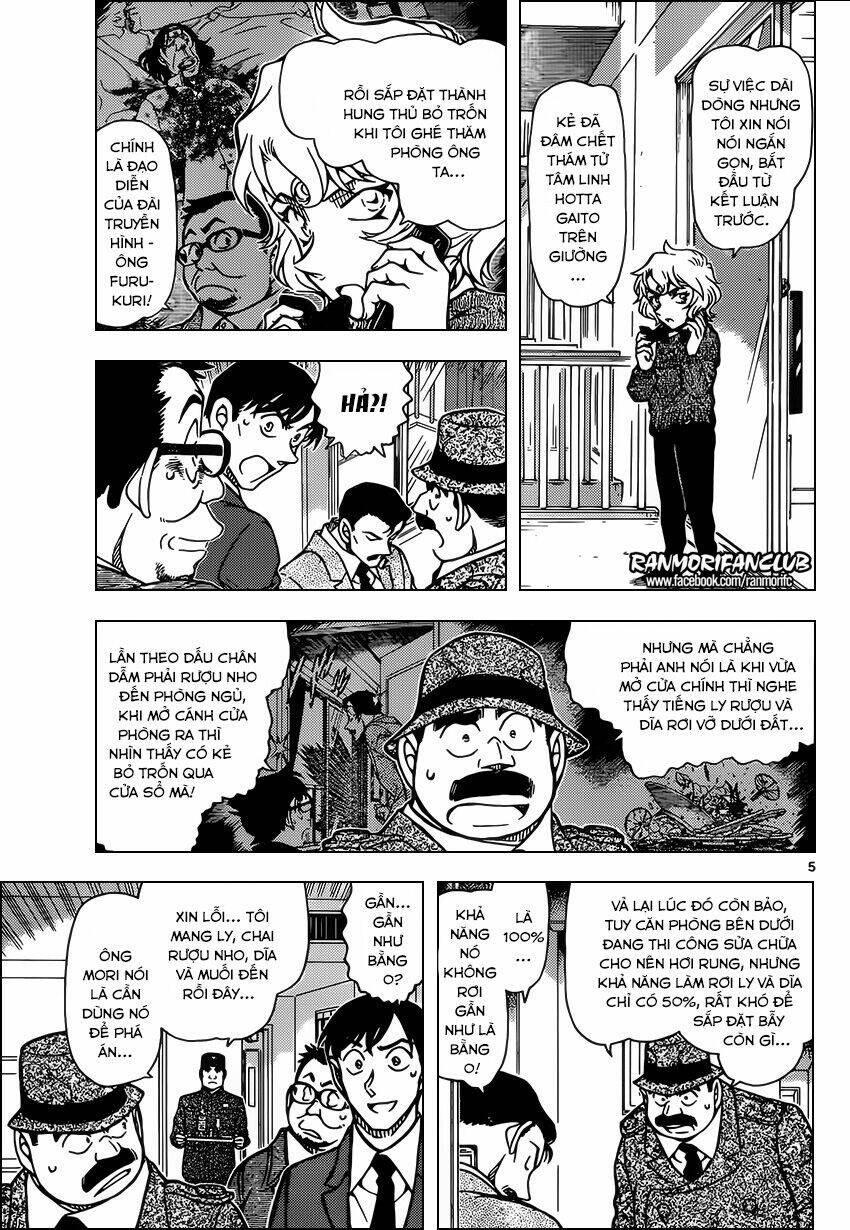 SỰ VIỆC DÀI
DÒNG NHƯNG
TÔI XIN NÓI
NÓI NGẮN
GỌN, BẮT
ĐẦU TỪ
KẾT LUẬN
TRƯỚC.
KẺ ĐÃ
ĐÂM CHẾT
THÁM TỬ
TÂM LINH
HOTTA
GAITO
TRÊN
GIƯỜNG
...
RANMORIFANCLUB
www.facebook.com/ranmorifc
RỒI SẮP ĐẶT THÀNH
HUNG THỦ BỎ TRỐN
KHI TÔI GHÉ THĂM
PHÒNG ÔNG
TA...
CHÍNH
LÀ ĐẠO
DIỄN
CỦA ĐÀI
TRUYỀN
HÌNH -
ÔNG
FURU-
KURI!
HẢ?!
NHƯNG MÀ CHẲNG
PHẢI ANH NÓI LÀ KHI VỪA
MỞ CỬA CHÍNH THÌ NGHE
THẤY TIẾNG LY RƯỢU VÀ
DĨA RƠI VỠ DƯỚI ĐẤT...
LẦN THEO DẤU CHÂN
DẪM PHẢI RƯỢU NHO
ĐẾN PHÒNG NGỦ,
KHI MỞ CÁNH CỬA
PHÒNG RA THÌ
NHÌN THẤY CÓ KẺ
BỎ TRỐN QUA
CỬA SỔ MÀ!
5
VẢ LẠI LÚC ĐÓ CÒN BẢO,
TUY CĂN PHÒNG BÊN DƯỚI
ĐANG THI CÔNG SỬA CHỮA
CHO NÊN HƠI RUNG, NHƯNG
KHẢ NĂNG LÀM RƠI LY VÀ DĨA
CHỈ CÓ 50%, RẤT KHÓ ĐỂ
SẮP ĐẶT BẪY
CÒN GÌ...
LÀ
100%
...
KHẢ
NĂNG NÓ
KHÔNG
RƠI
GẦN
NHƯ LÀ
BẰNG
0!
GẦN...
GẦN
NHƯ
BẰNG
0?
XIN LỖI... TÔI
MANG LY, CHAI
RƯỢU NHO, DĨA
VÀ MUỐI ĐẾN
RỒI ĐÂY...
ÔNG
MORI NÓI
LÀ CẦN
DÙNG NÓ
ĐỂ PHÁ
ÁN...